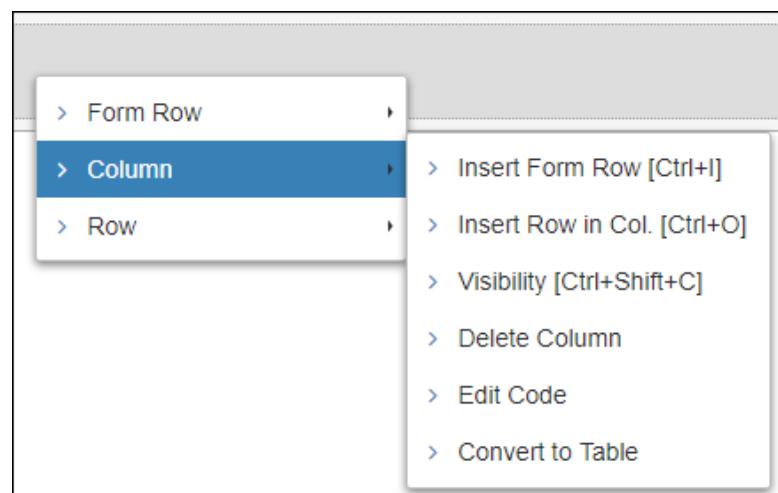 Form Row
Column
Row
Insert Form Row [Ctrl+I]
Insert Row in Col. [Ctrl+O]
Visibility [Ctrl+Shift+C]
Delete Column
Edit Code
Convert to Table